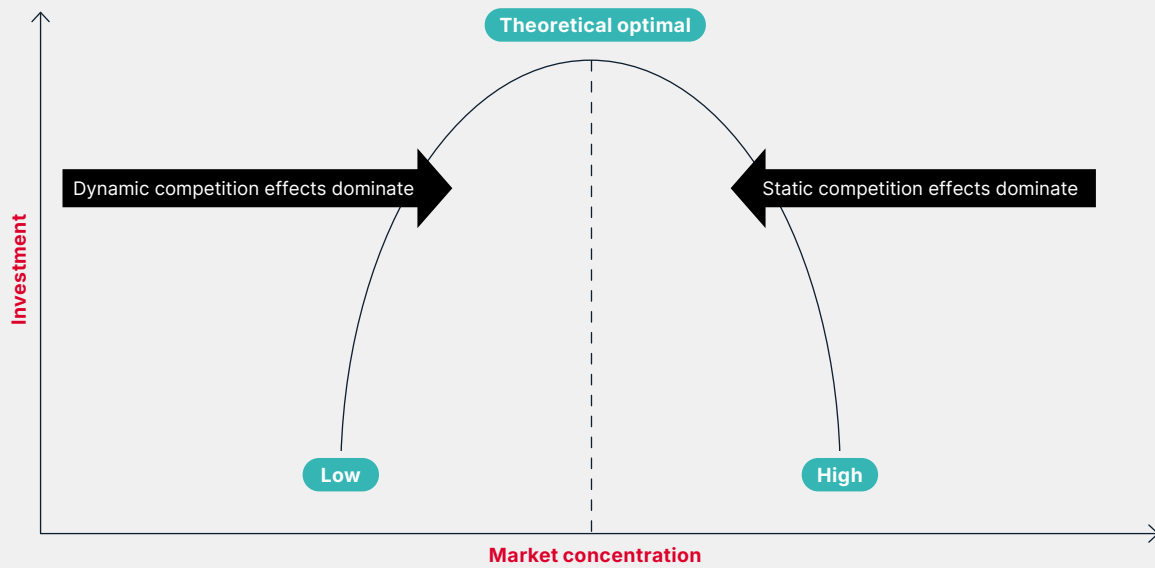 Theoretical optimal
Dynamic competition effects dominate
Static competition effects dominate
Investment
Low
High
Market concentration